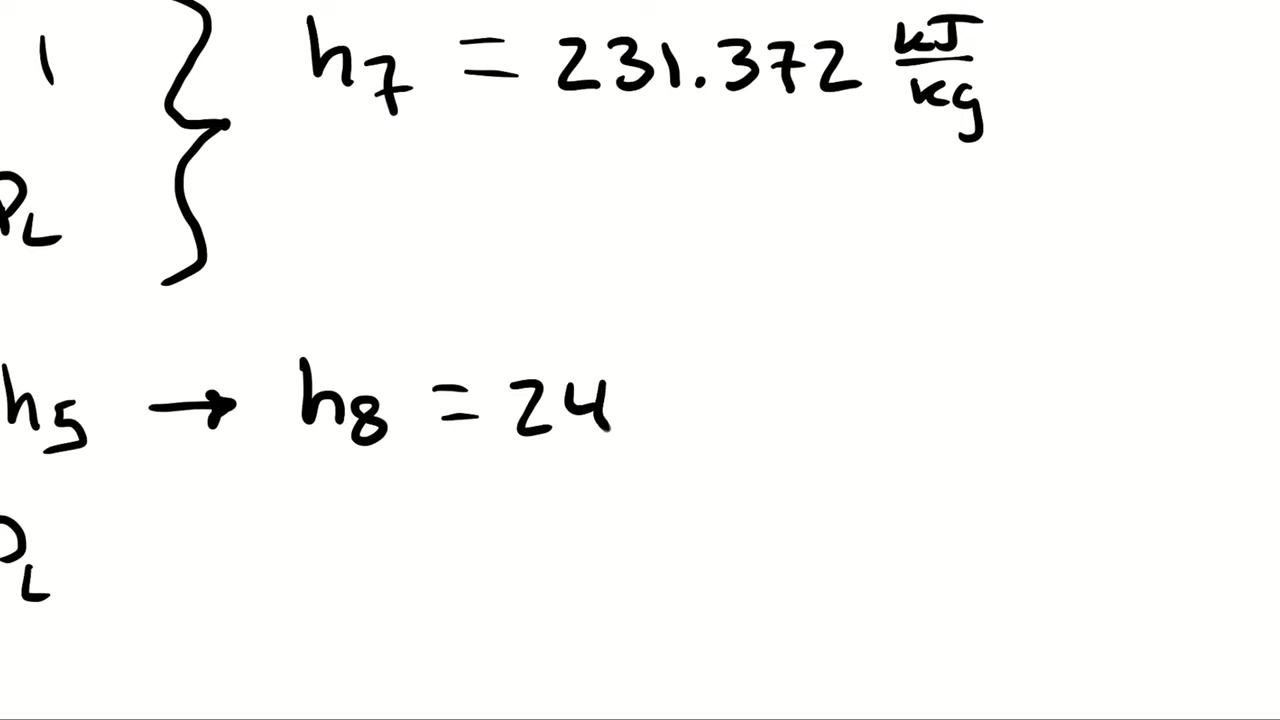 1 } h7 = 231.372 kJ/kg
PL
h5 → h8 = 24
PL